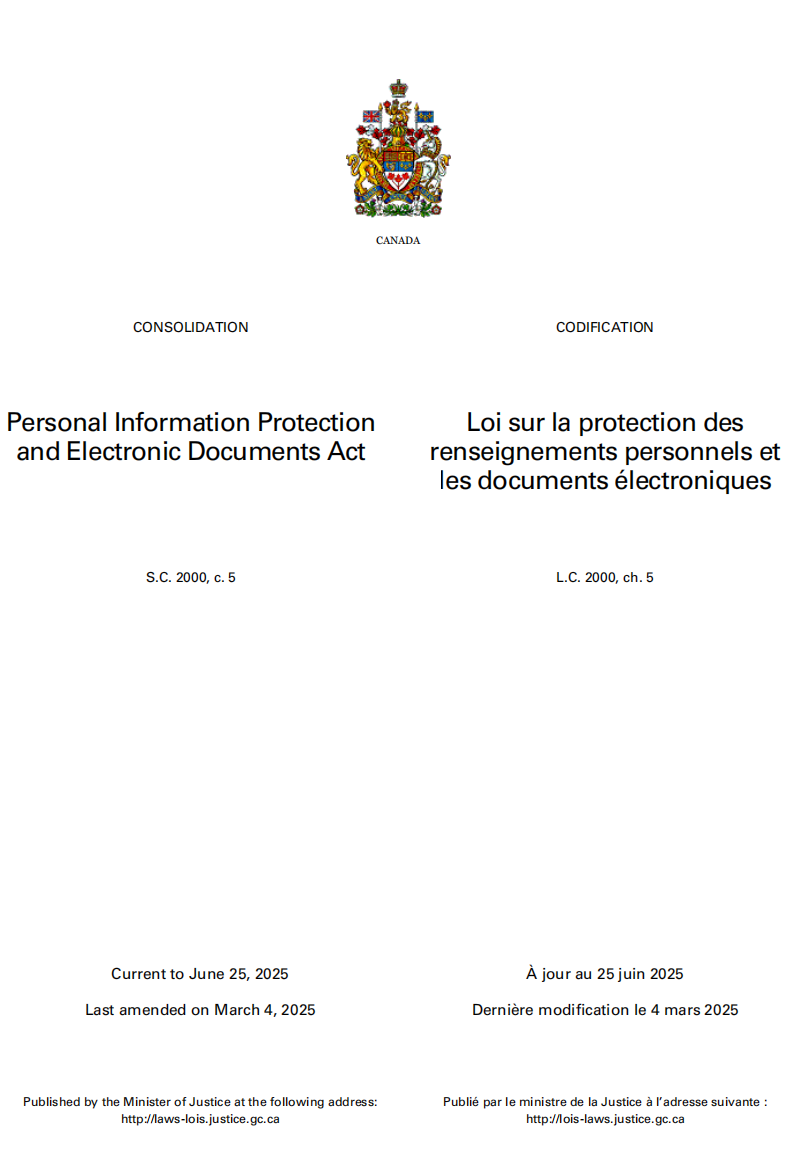 CANADA
CONSOLIDATION
Personal Information Protection
and Electronic Documents Act
S.C. 2000, c. 5
Current to June 25, 2025
Last amended on March 4, 2025
Published by the Minister of Justice at the following address:
http://laws-lois.justice.gc.ca
CODIFICATION
Loi sur la protection des
renseignements personnels et
les documents électroniques
L.C. 2000, ch. 5
À jour au 25 juin 2025
Dernière modification le 4 mars 2025
Publié par le ministre de la Justice à l’adresse suivante :
http://lois-laws.justice.gc.ca